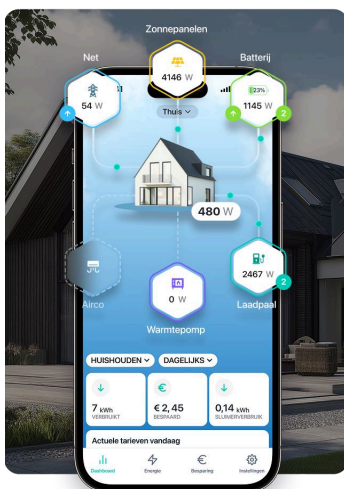 Zonnepanelen
Net
Batterij
4146 W
54 W
23%
1145 W
2
Thuis
480 W
2467 W
2
0 W
Airco
Laadpaal
Warmtepomp
HUISHOUDEN
DAGELIJKS
7 kWh
VERBRUIKT
€ 2,45
BESPAARD
0,14 kWh
SLUIMERVERBRUIK
Actuele tarieven vandaag
Dashboard
Energie
Besparing
Instellingen